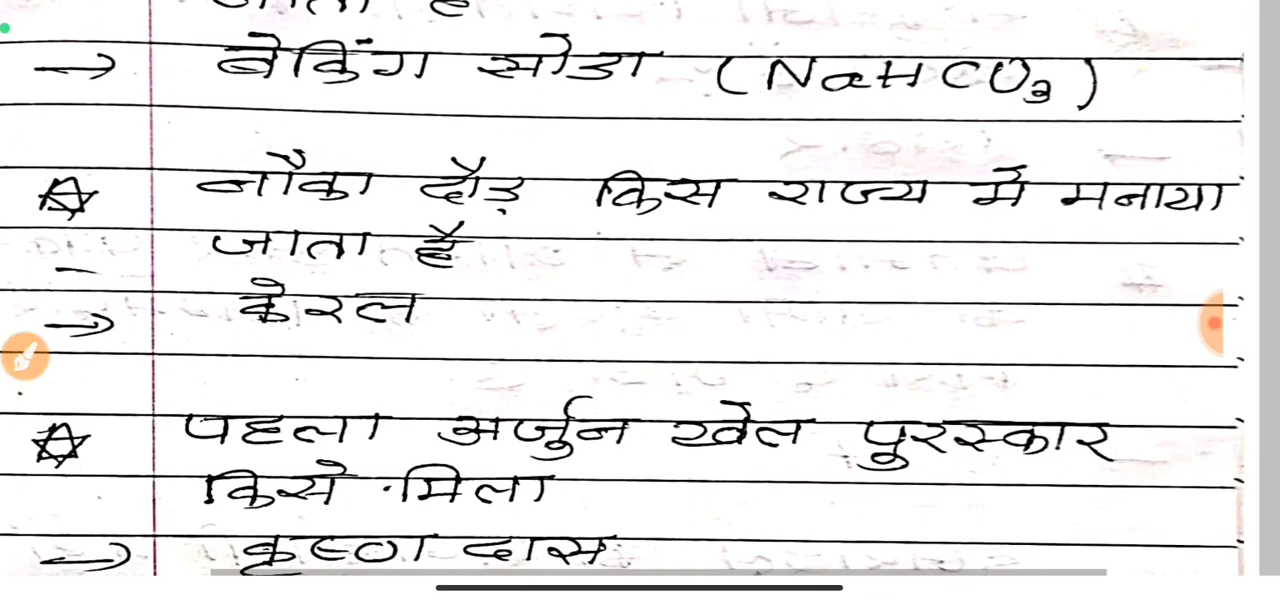 जाता है
→ बेकिंग सोडा (NaHCO₃)
☆ नौका दौड़ किस राज्य में मनाया
जाता है
→ केरल
☆ पहला अर्जुन खेल पुरस्कार
किसे मिला
→ कृष्ण दास